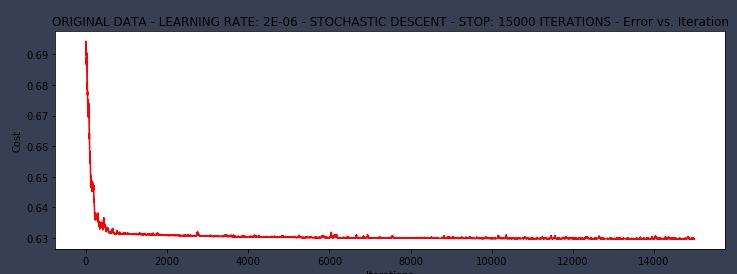 ORIGINAL DATA - LEARNING RATE: 2E-06 - STOCHASTIC DESCENT - STOP: 15000 ITERATIONS - Error vs. Iteration
0.69
0.68
0.67
0.66
0.65
0.64
0.63
Cost
0 2000 4000 6000 8000 10000 12000 14000
Iterations